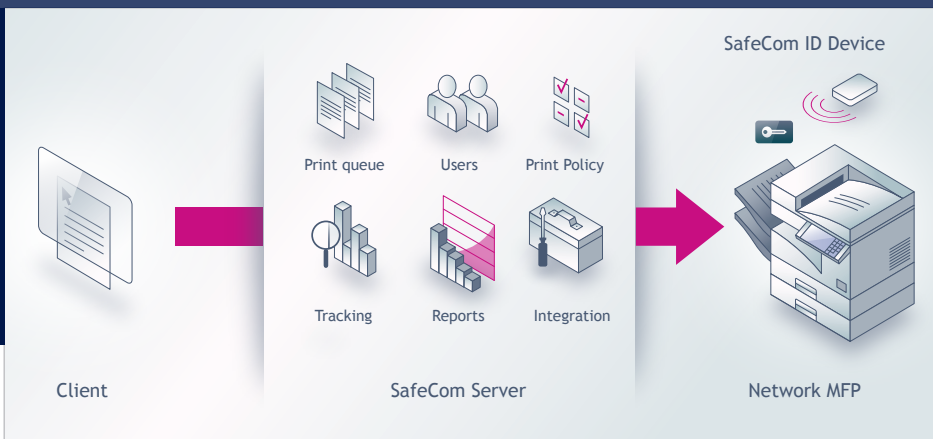 SafeCom ID Device
Print queue
Users
Print Policy
Tracking
Reports
Integration
Client
SafeCom Server
Network MFP